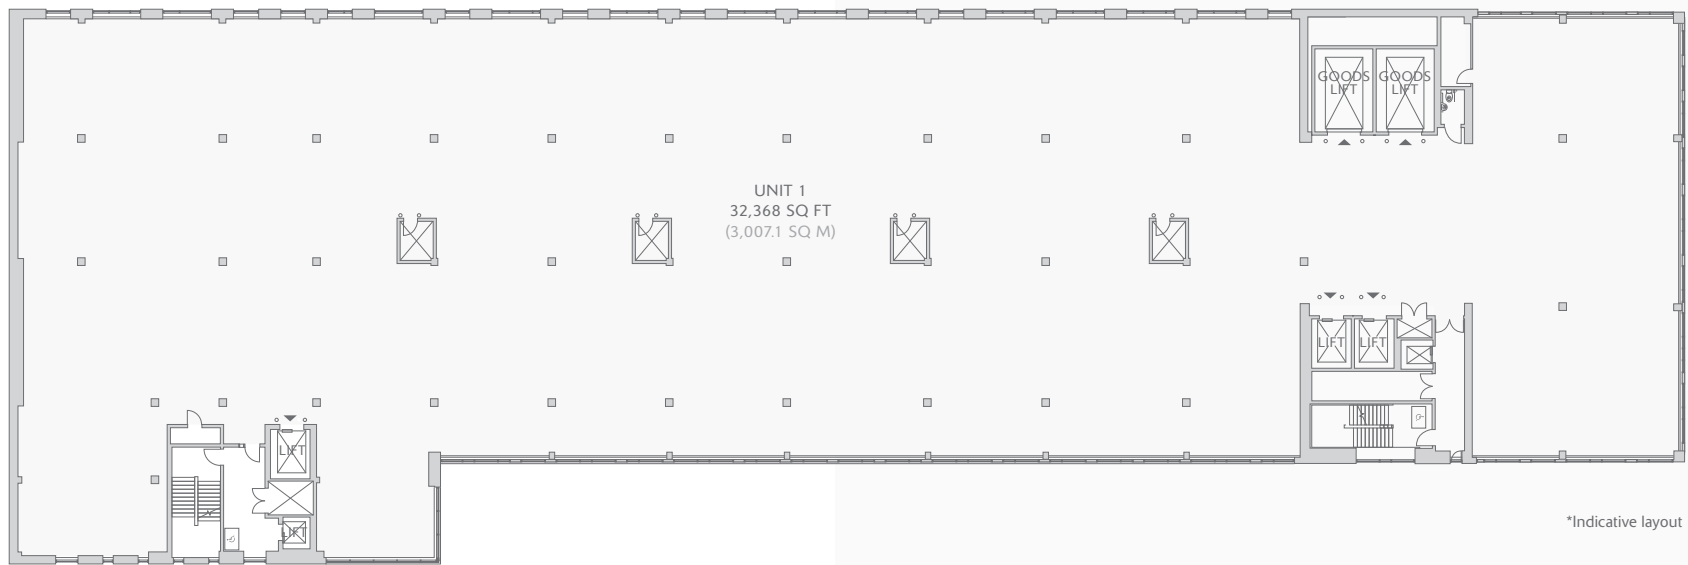 GOODS
LIFT
GOODS
LIFT
UNIT 1
32,368 SQ FT
(3,007.1 SQ M)
LIFT
LIFT
LIFT
LIFT
*Indicative layout